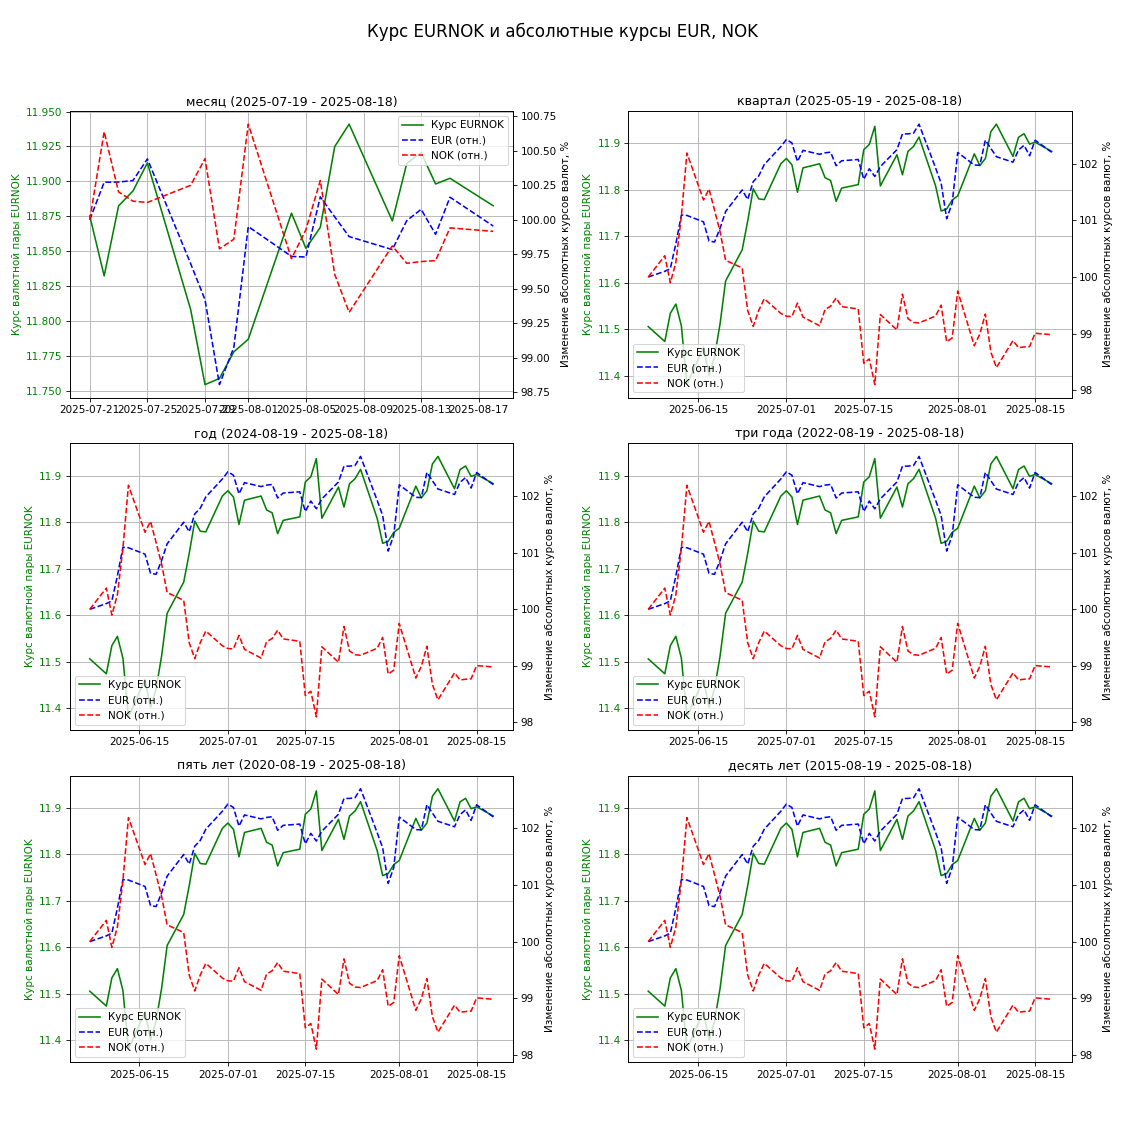 Курс EURNOK и абсолютные курсы EUR, NOK
месяц (2025-07-19 - 2025-08-18)
Курс валютной пары EURNOK
11.950
11.925
11.900
11.875
11.850
11.825
11.800
11.775
11.750
100.75
100.50
100.25
100.00
99.75
99.50
99.25
99.00
98.75
Изменение абсолютных курсов валют, %
Курс EURNOK
EUR (отн.)
NOK (отн.)
2025-07-21
2025-07-25
2025-07-29
2025-08-01
2025-08-05
2025-08-09
2025-08-13
2025-08-17
квартал (2025-05-19 - 2025-08-18)
Курс валютной пары EURNOK
11.9
11.8
11.7
11.6
11.5
11.4
102
101
100
99
98
Изменение абсолютных курсов валют, %
Курс EURNOK
EUR (отн.)
NOK (отн.)
2025-06-15
2025-07-01
2025-07-15
2025-08-01
2025-08-15
год (2024-08-19 - 2025-08-18)
Курс валютной пары EURNOK
11.9
11.8
11.7
11.6
11.5
11.4
102
101
100
99
98
Изменение абсолютных курсов валют, %
Курс EURNOK
EUR (отн.)
NOK (отн.)
2025-06-15
2025-07-01
2025-07-15
2025-08-01
2025-08-15
три года (2022-08-19 - 2025-08-18)
Курс валютной пары EURNOK
11.9
11.8
11.7
11.6
11.5
11.4
102
101
100
99
98
Изменение абсолютных курсов валют, %
Курс EURNOK
EUR (отн.)
NOK (отн.)
2025-06-15
2025-07-01
2025-07-15
2025-08-01
2025-08-15
пять лет (2020-08-19 - 2025-08-18)
Курс валютной пары EURNOK
11.9
11.8
11.7
11.6
11.5
11.4
102
101
100
99
98
Изменение абсолютных курсов валют, %
Курс EURNOK
EUR (отн.)
NOK (отн.)
2025-06-15
2025-07-01
2025-07-15
2025-08-01
2025-08-15
десять лет (2015-08-19 - 2025-08-18)
Курс валютной пары EURNOK
11.9
11.8
11.7
11.6
11.5
11.4
102
101
100
99
98
Изменение абсолютных курсов валют, %
Курс EURNOK
EUR (отн.)
NOK (отн.)
2025-06-15
2025-07-01
2025-07-15
2025-08-01
2025-08-15